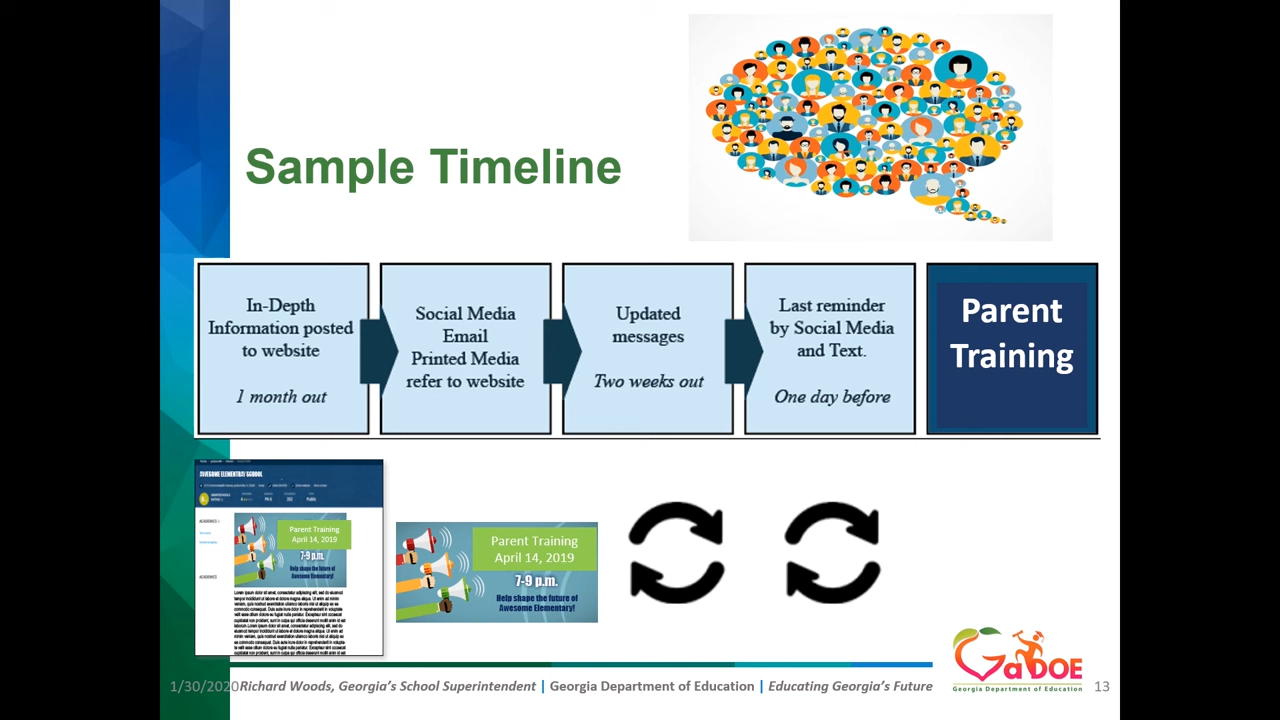 Sample Timeline
In-Depth
Information posted
to website
1 month out
Social Media
Email
Printed Media
refer to website
Updated
messages
Two weeks out
Last reminder
by Social Media
and Text.
One day before
Parent
Training
AWESOME ELEMENTARY SCHOOL
ACADEMICS
Parent Training
April 14, 2019
7-9 p.m.
Help shape the future of
Awesome Elementary!
ACADEMICS
Parent Training
April 14, 2019
7-9 p.m.
Help shape the future of
Awesome Elementary!
GaDOE
Georgia Department of Education
1/30/2020 Richard Woods, Georgia's School Superintendent | Georgia Department of Education | Educating Georgia's Future
13